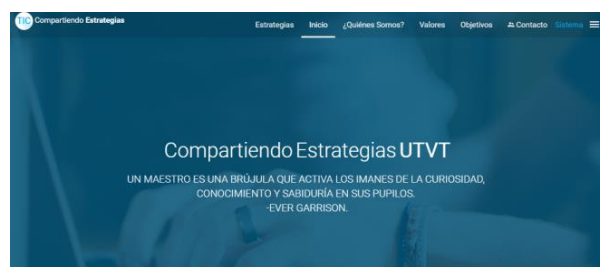 TIC Compartiendo Estrategias
Estrategias Inicio ¿Quiénes Somos? Valores Objetivos Contacto Sistema
Compartiendo Estrategias UTVT
UN MAESTRO ES UNA BRÚJULA QUE ACTIVA LOS IMANES DE LA CURIOSIDAD,
CONOCIMIENTO Y SABIDURÍA EN SUS PUPILOS.
-EVER GARRISON.